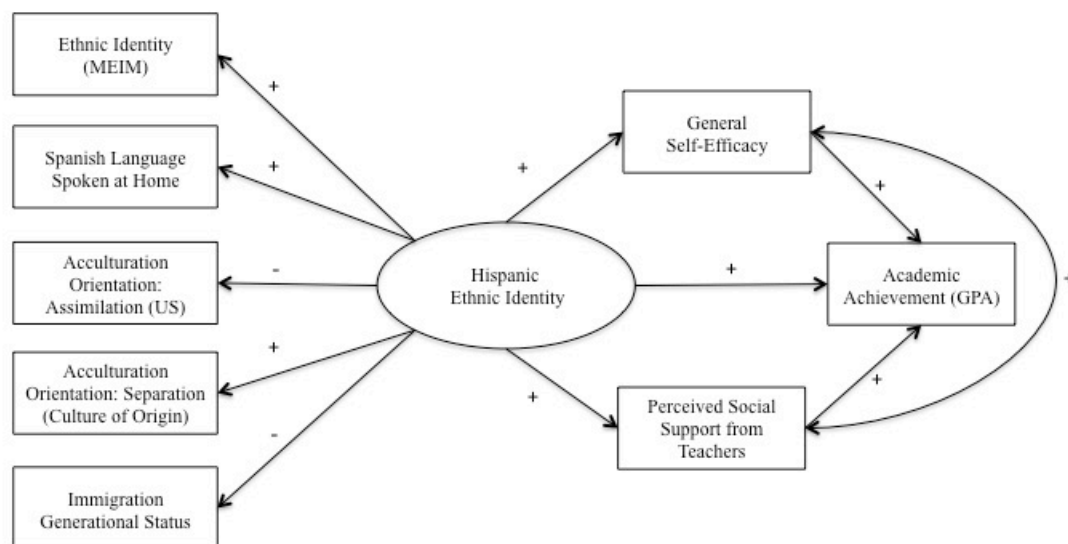 Ethnic Identity
(MEIM)
+
Spanish Language
Spoken at Home
+
Acculturation
Orientation:
Assimilation (US)
-
Acculturation
Orientation: Separation
(Culture of Origin)
+
Immigration
Generational Status
-
Hispanic
Ethnic Identity
+
+
+
General
Self-Efficacy
+
Perceived Social
Support from
Teachers
+
Academic
Achievement (GPA)
+